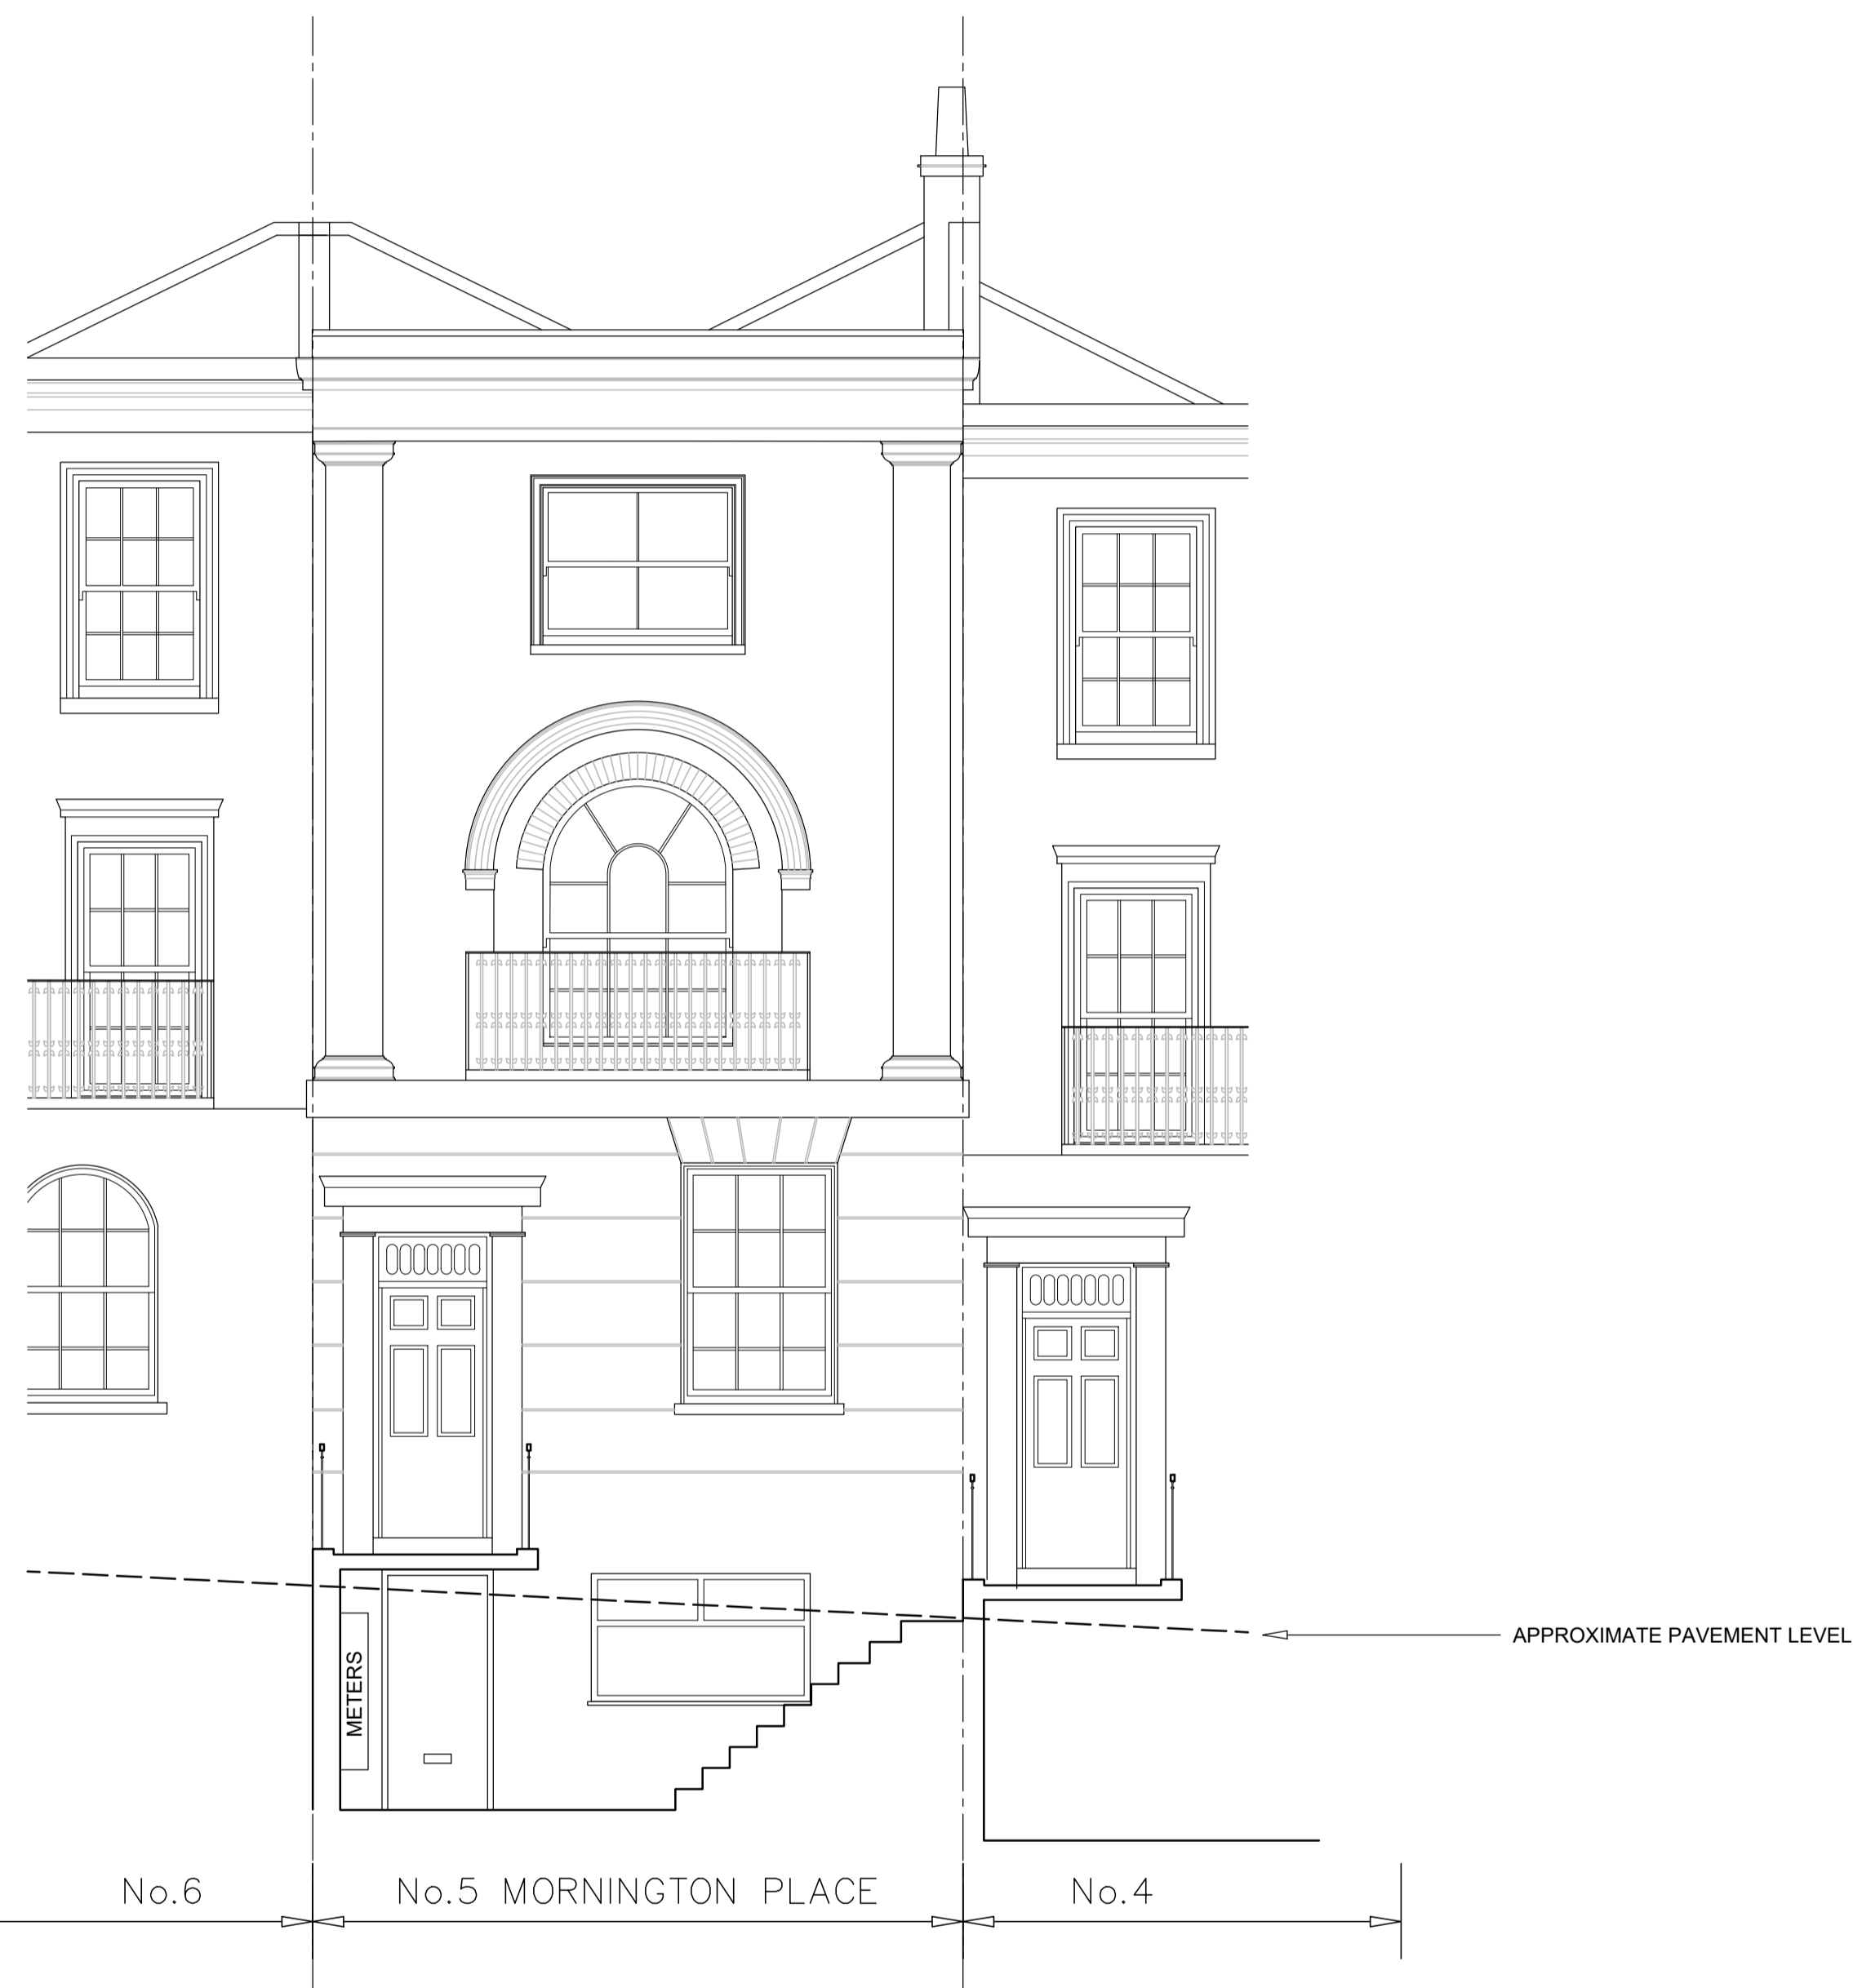 APPROXIMATE PAVEMENT LEVEL
METERS
No.6
No.5 MORNINGTON PLACE
No.4